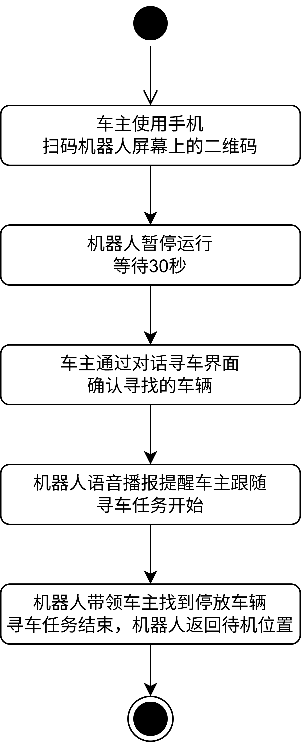 车主使用手机
扫码机器人屏幕上的二维码
机器人暂停运行
等待30秒
车主通过对话寻车界面
确认寻找的车辆
机器人语音播报提醒车主跟随
寻车任务开始
机器人带领车主找到停放车辆
寻车任务结束，机器人返回待机位置